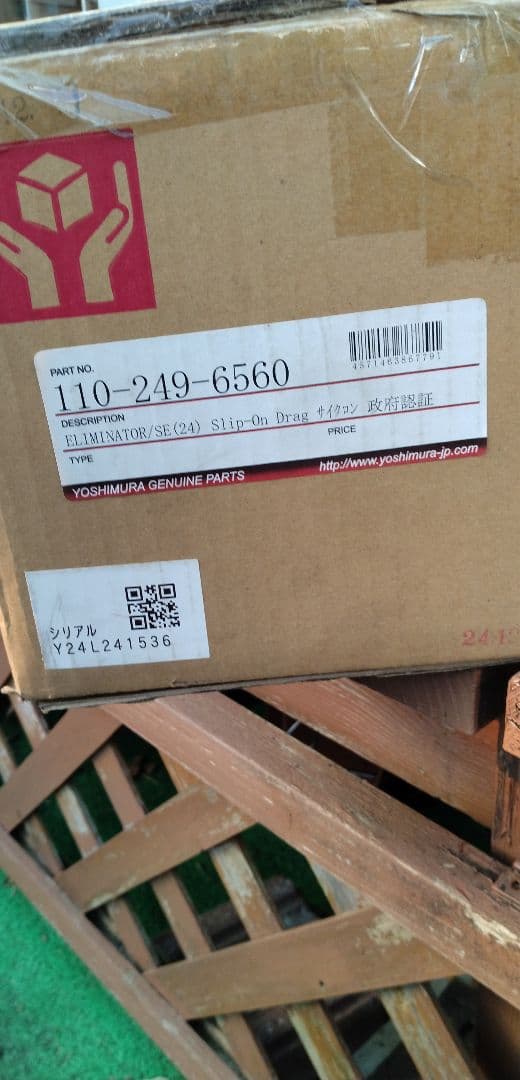 PART NO.
4571463867791
110-249-6560
DESCRIPTION
ELIMINATOR/SE(24) Slip-On Drag サイクロン 政府認証
TYPE
PRICE
YOSHIMURA GENUINE PARTS
http://www.yoshimura-jp.com
シリアル
Y24L241536